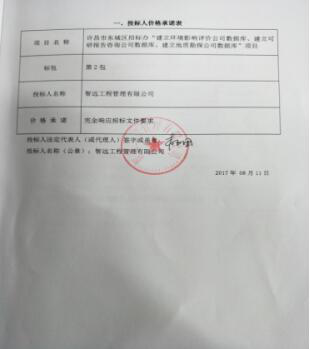 一、投标人价格承诺表
项目名称
许昌市东城区招标办“建立环境影响评价公司数据库、建立可
研报告咨询公司数据库、建立地质勘探公司数据库”项目
标包
第2包
投标人名称
智远工程管理有限公司
价格承诺
完全响应招标文件要求
投标人法定代表人（或代理人）签字或盖章：
投标人名称（公章）：智远工程管理有限公司
2017年08月11日